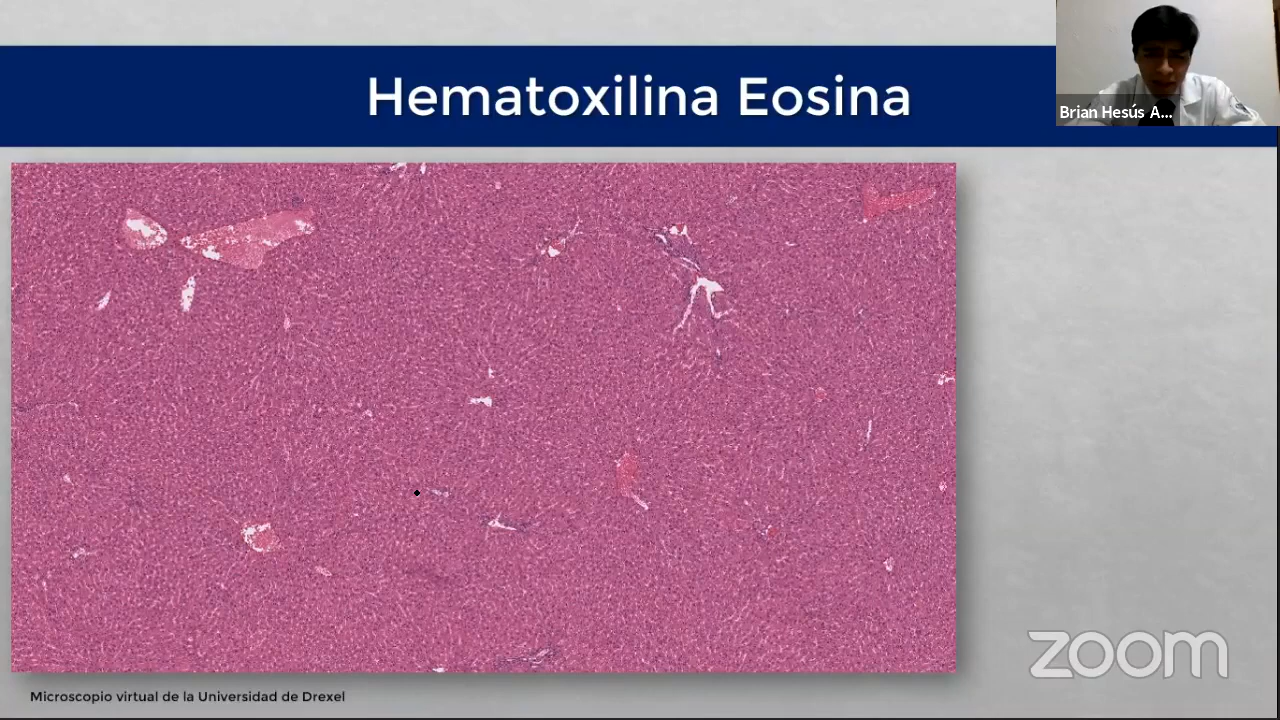 Hematoxilina Eosina
Brian Hesús A...
zoom
Microscopio virtual de la Universidad de Drexel